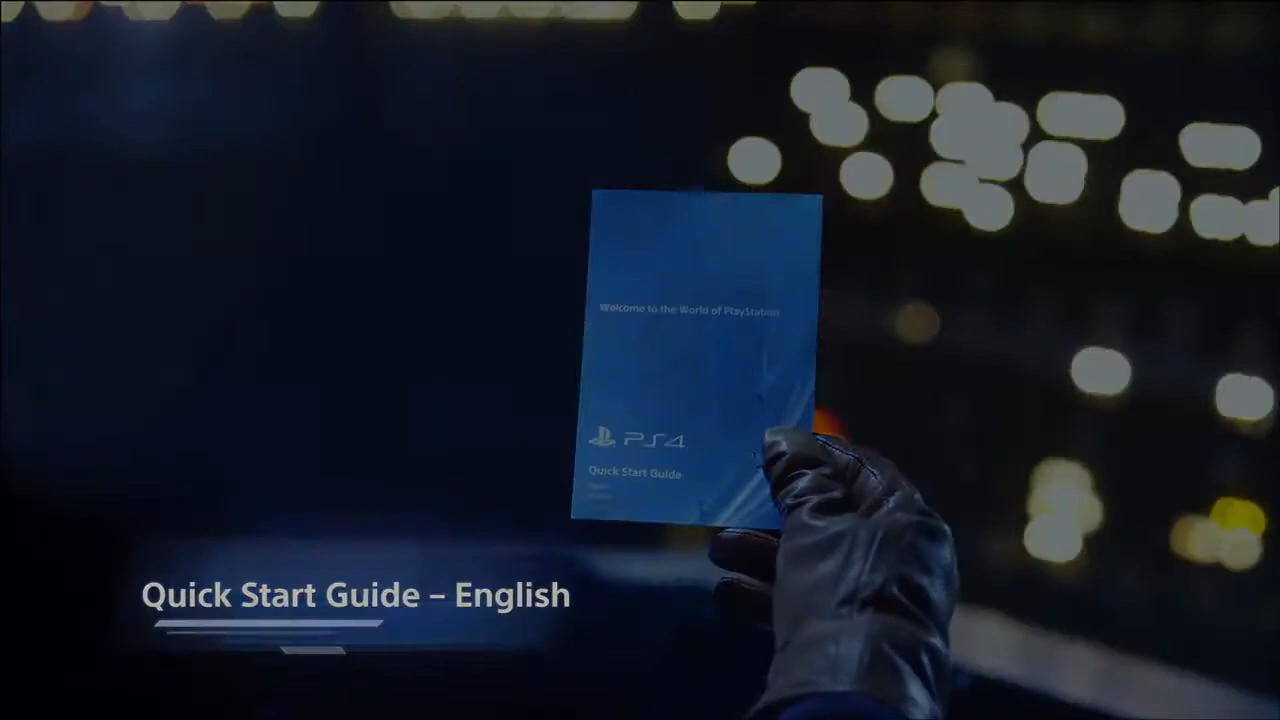 Welcome to the World of PlayStation
PS4
Quick Start Guide
Quick Start Guide – English